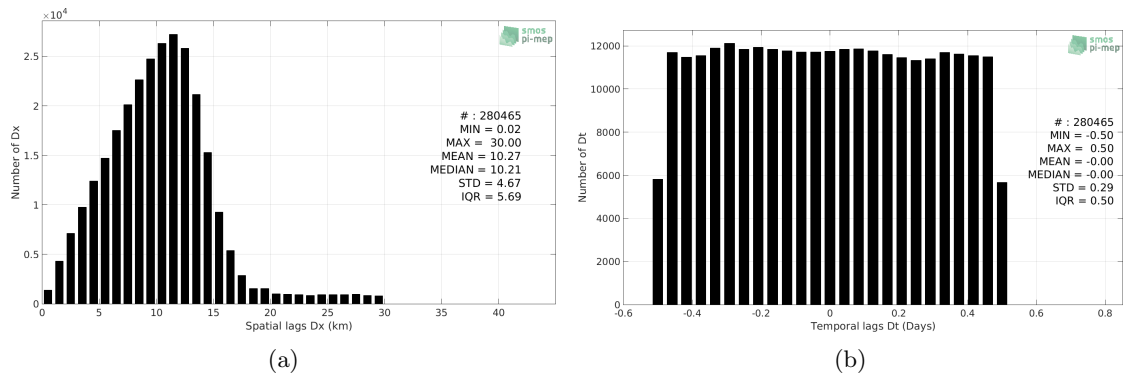 ×10⁴
2.5
2
1.5
1
0.5
0
0 5 10 15 20 25 30 35 40
Number of Dx
Spatial lags Dx (km)
smos
pi-mep
# : 280465
MIN = 0.02
MAX = 30.00
MEAN = 10.27
MEDIAN = 10.21
STD = 4.67
IQR = 5.69
(a)
12000
10000
8000
6000
4000
2000
0
-0.6 -0.4 -0.2 0 0.2 0.4 0.6 0.8
Number of Dt
Temporal lags Dt (Days)
smos
pi-mep
# : 280465
MIN = -0.50
MAX = 0.50
MEAN = -0.00
MEDIAN = -0.00
STD = 0.29
IQR = 0.50
(b)